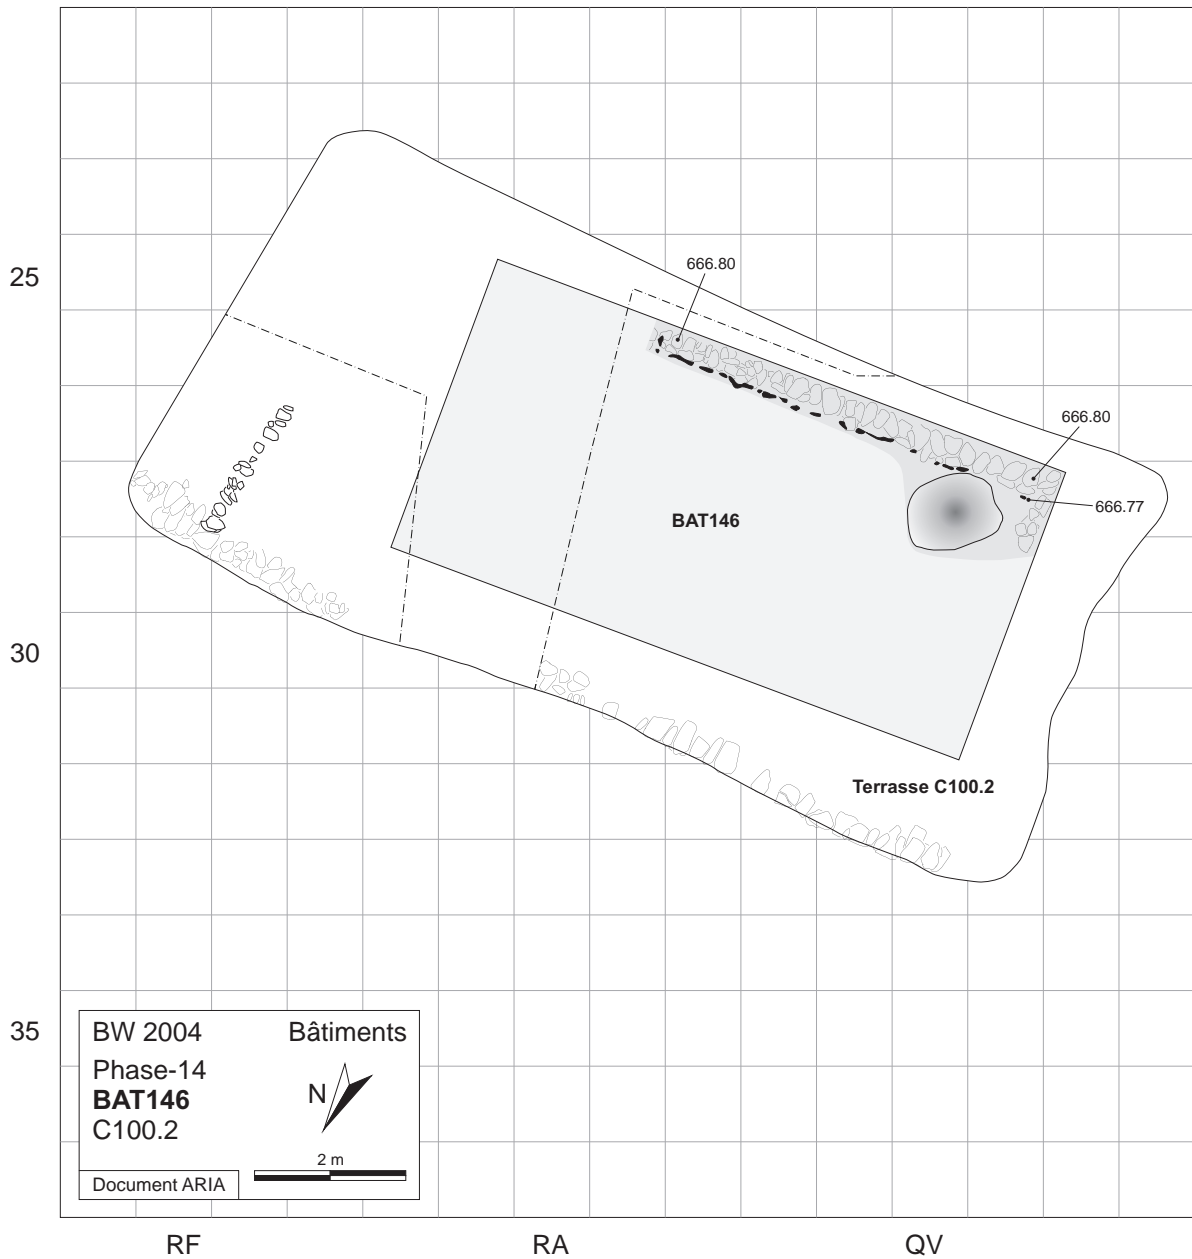 25
666.80
666.80
666.77
BAT146
30
Terrasse C100.2
35
BW 2004 Bâtiments
Phase-14
BAT146
C100.2
N
2 m
Document ARIA
RF RA QV